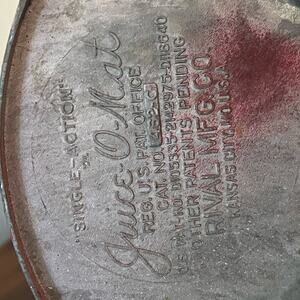 "SINGLE-ACTION"
Juice-O-Mat
REG. U.S. PAT. OFFICE
CAT. NO.
OTHER PATENTS PENDING
RIVAL MFG. CO.
KANSAS CITY, MO. U.S.A.